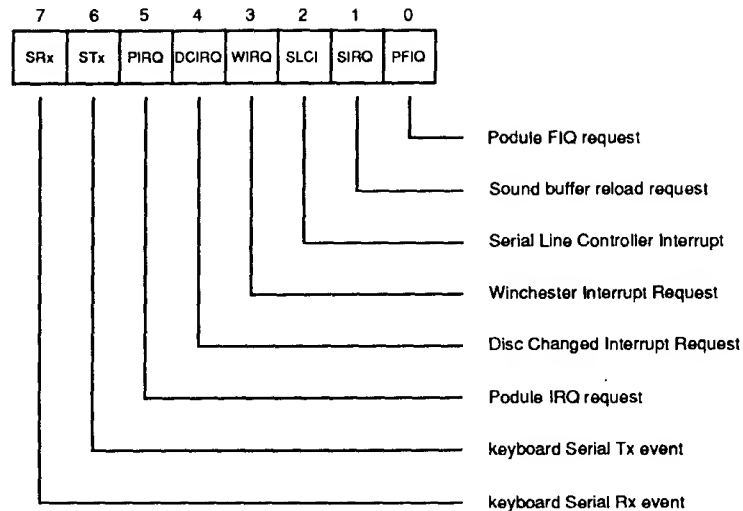 7 6 5 4 3 2 1 0
SRx STx PIRQ DCIRQ WIRQ SLCI SIRQ PFIQ
Podule FIQ request
Sound buffer reload request
Serial Line Controller Interrupt
Winchester Interrupt Request
Disc Changed Interrupt Request
Podule IRQ request
keyboard Serial Tx event
keyboard Serial Rx event